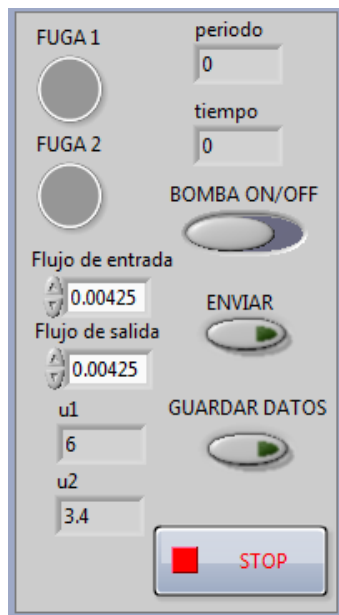 FUGA 1
periodo
0
tiempo
0
FUGA 2
BOMBA ON/OFF
Flujo de entrada
0.00425
ENVIAR
Flujo de salida
0.00425
u1
6
GUARDAR DATOS
u2
3.4
STOP